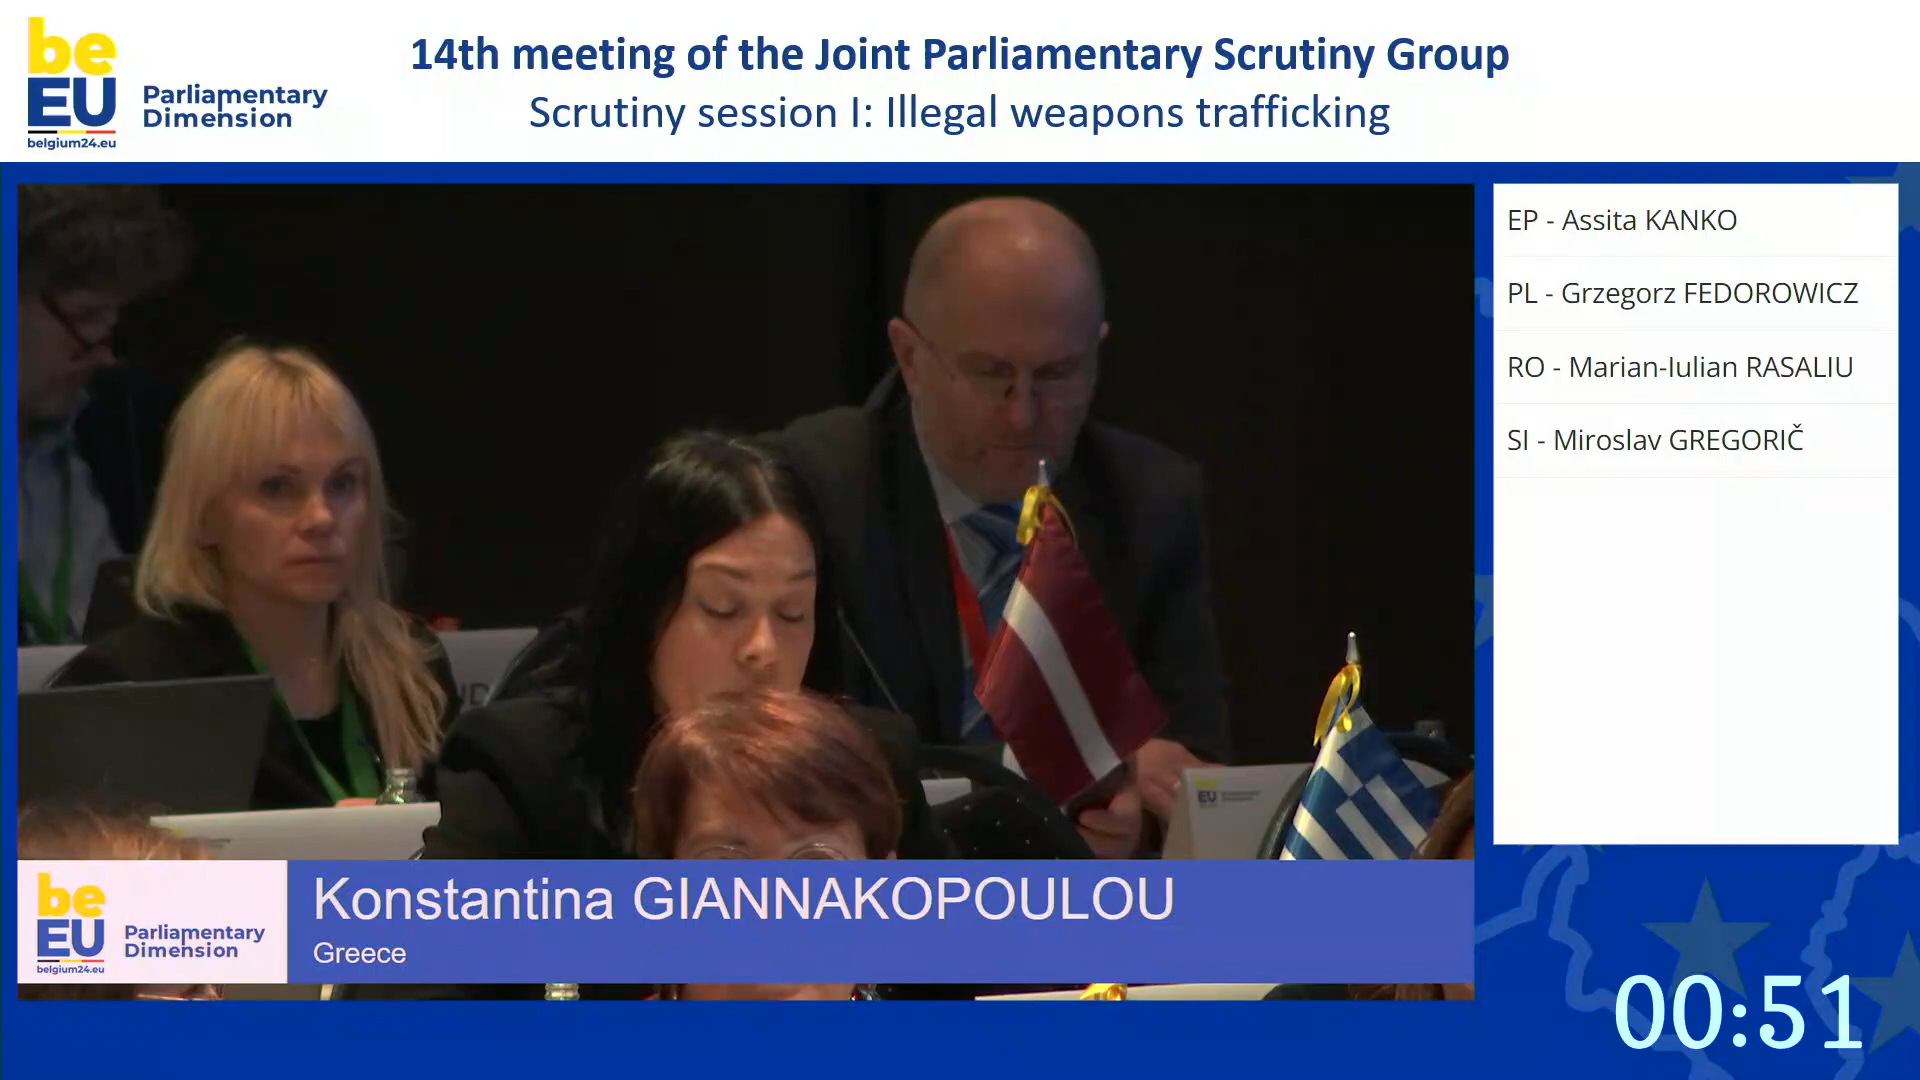 be
EU
belgium24.eu
Parliamentary
Dimension
14th meeting of the Joint Parliamentary Scrutiny Group
Scrutiny session I: Illegal weapons trafficking
EP - Assita KANKO
PL - Grzegorz FEDOROWICZ
RO - Marian-Iulian RASALIU
SI - Miroslav GREGORIČ
EU
be
EU
belgium24.eu
Parliamentary
Dimension
Konstantina GIANNAKOPOULOU
Greece
00:51